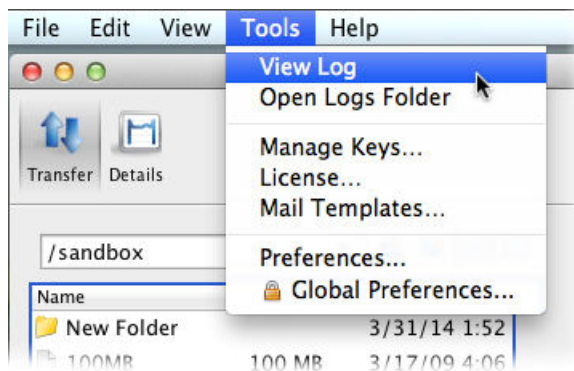 File Edit View Tools Help
View Log
Open Logs Folder
Manage Keys...
License...
Mail Templates...
Preferences...
Global Preferences...
Transfer Details
/sandbox
Name
New Folder 3/31/14 1:52
100MB 100 MB 3/17/09 4:06